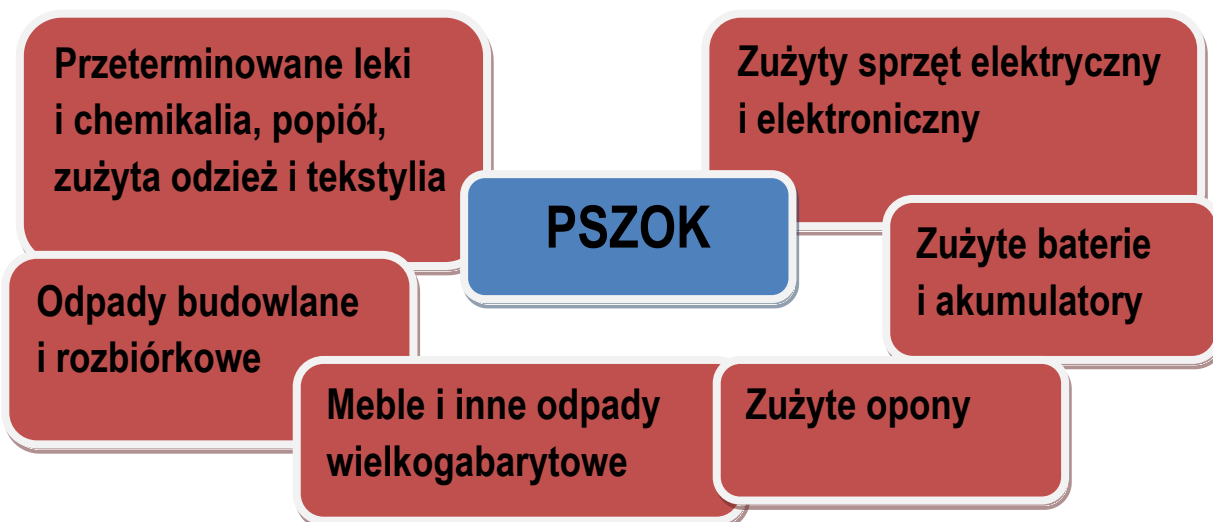 Przeterminowane leki
i chemikalia, popiół,
zużyta odzież i tekstylia
Zużyty sprzęt elektryczny
i elektroniczny
PSZOK
Zużyte baterie
i akumulatory
Odpady budowlane
i rozbiórkowe
Meble i inne odpady
wielkogabarytowe
Zużyte opony